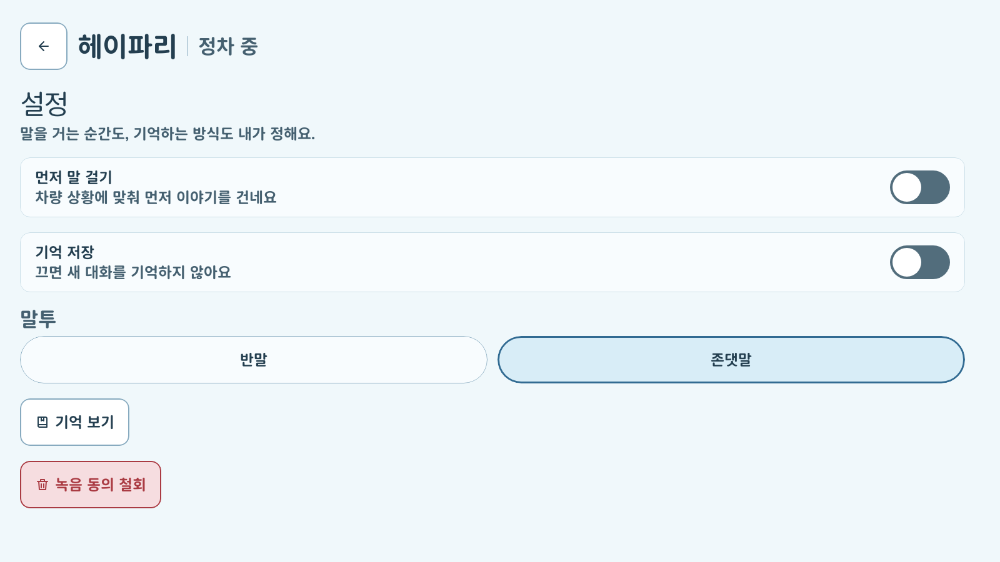 헤이파리
정차 중
설정
말을 거는 순간도, 기억하는 방식도 내가 정해요.
먼저 말 걸기
차량 상황에 맞춰 먼저 이야기를 건네요
기억 저장
끄면 새 대화를 기억하지 않아요
말투
반말
존댓말
기억 보기
녹음 동의 철회